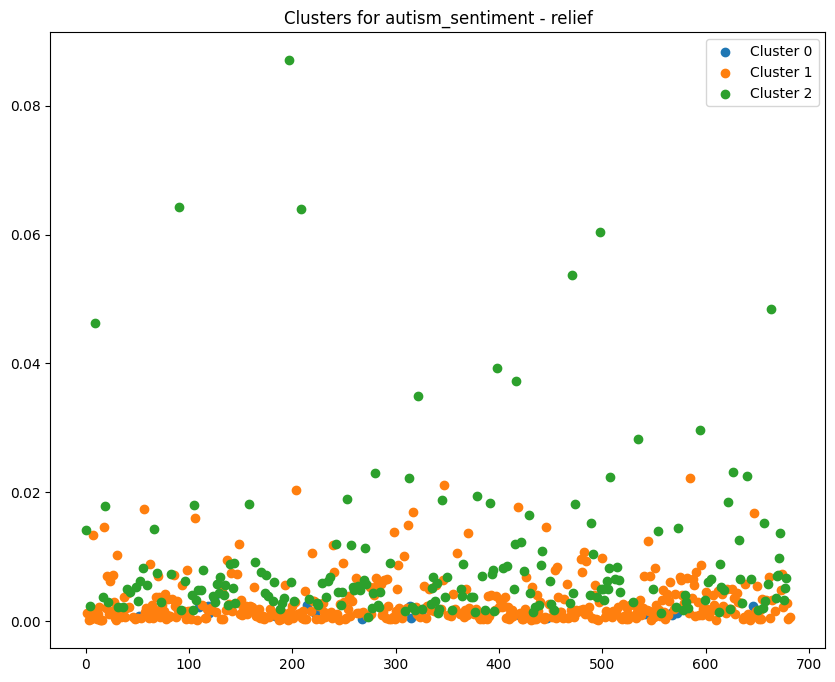 Clusters for autism_sentiment - relief
Cluster 0
Cluster 1
Cluster 2
0.08
0.06
0.04
0.02
0.00
0 100 200 300 400 500 600 700